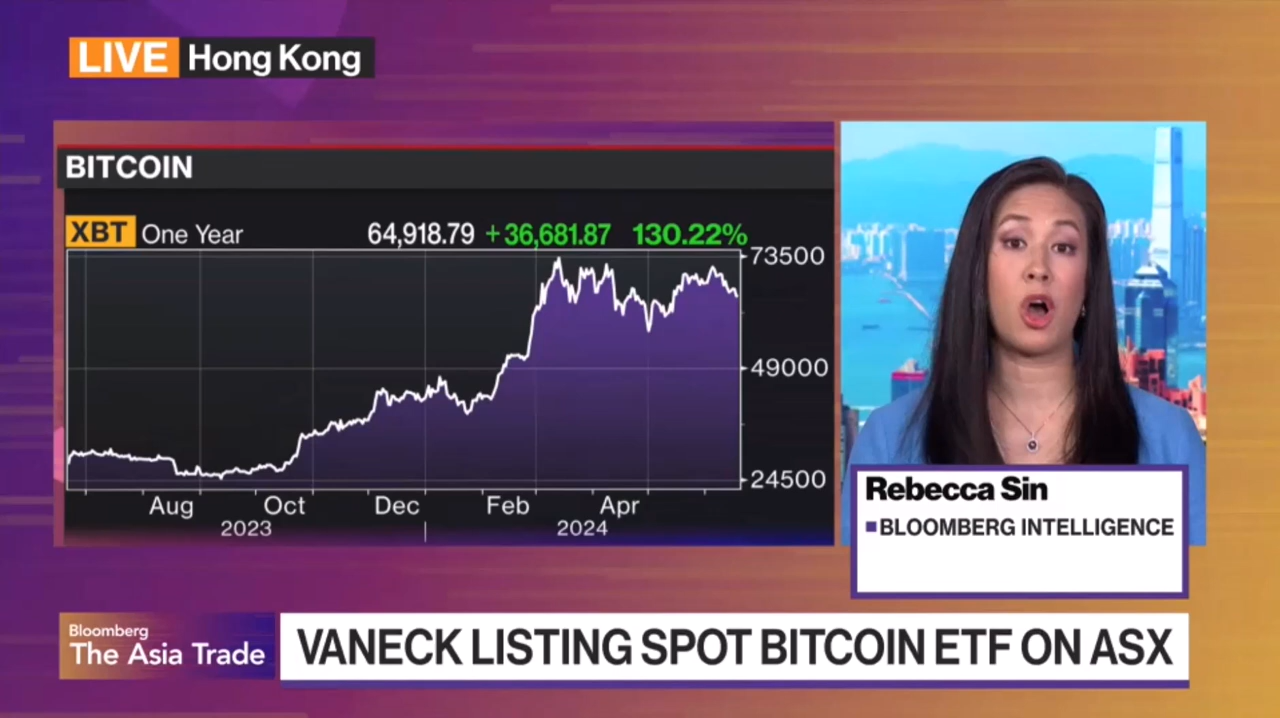 LIVE Hong Kong
BITCOIN
XBT One Year 64,918.79 +36,681.87 130.22%
73500
49000
24500
Aug Oct Dec Feb Apr
2023 2024
Rebecca Sin
BLOOMBERG INTELLIGENCE
Bloomberg
The Asia Trade
VANECK LISTING SPOT BITCOIN ETF ON ASX